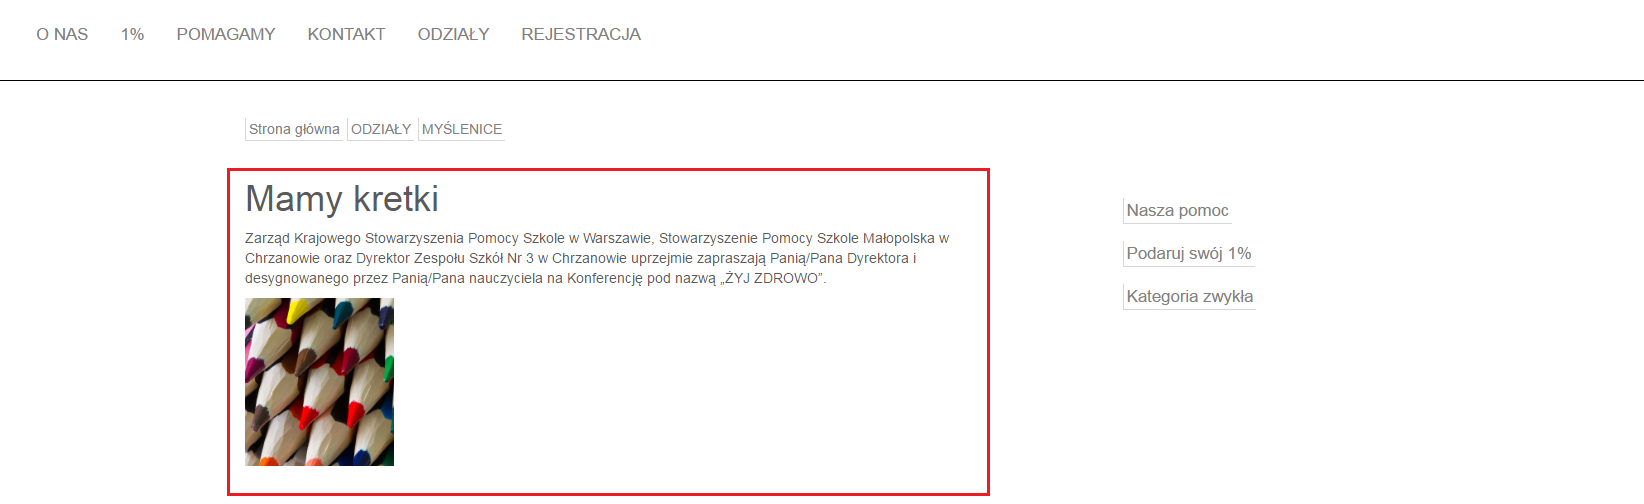 O NAS 1% POMAGAMY KONTAKT ODZIAŁY REJESTRACJA
Strona główna ODZIAŁY MYŚLENICE
Mamy kretki
Zarząd Krajowego Stowarzyszenia Pomocy Szkole w Warszawie, Stowarzyszenie Pomocy Szkole Małopolska w
Chrzanowie oraz Dyrektor Zespołu Szkół Nr 3 w Chrzanowie uprzejmie zapraszają Panią/Pana Dyrektora i
desygnowanego przez Panią/Pana nauczyciela na Konferencję pod nazwą „ŻYJ ZDROWO”.
Nasza pomoc
Podaruj swój 1%
Kategoria zwykła